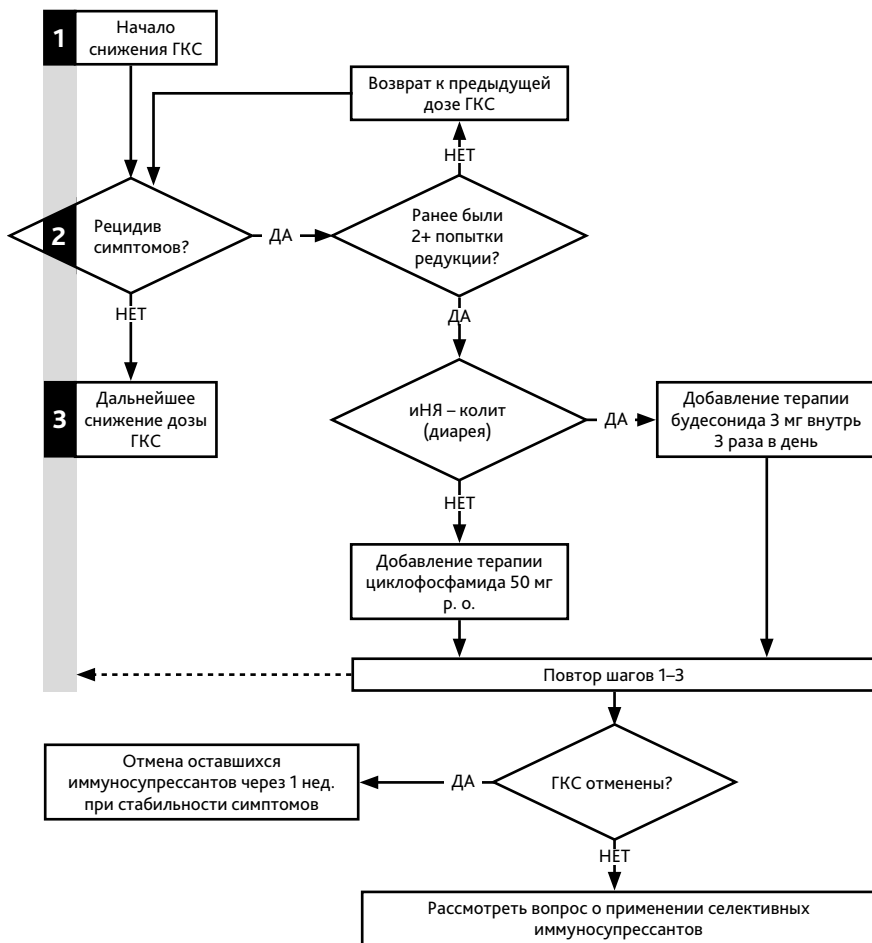 1
Начало
снижения ГКС
Возврат к предыдущей
дозе ГКС
НЕТ
2
Рецидив
симптомов?
ДА
Ранее были
2+ попытки
редукции?
НЕТ
ДА
3
Дальнейшее
снижение дозы
ГКС
иНЯ – колит
(диарея)
ДА
Добавление терапии
будесонида 3 мг внутрь
3 раза в день
НЕТ
Добавление терапии
циклофосфамида 50 мг
р. о.
Повтор шагов 1–3
Отмена оставшихся
иммуносупрессантов через 1 нед.
при стабильности симптомов
ДА
ГКС отменены?
НЕТ
Рассмотреть вопрос о применении селективных
иммуносупрессантов